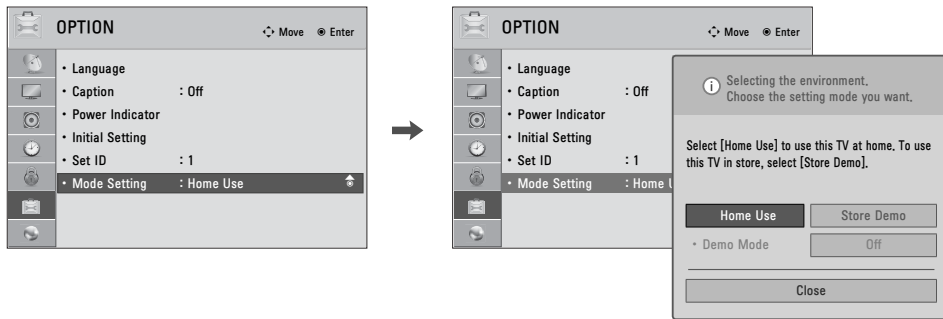 OPTION
Move Enter
• Language
• Caption : Off
• Power Indicator
• Initial Setting
• Set ID : 1
• Mode Setting : Home Use
OPTION
Move Enter
• Language
• Caption : Off
• Power Indicator
• Initial Setting
• Set ID : 1
• Mode Setting : Home U
i Selecting the environment.
Choose the setting mode you want.
Select [Home Use] to use this TV at home. To use
this TV in store, select [Store Demo].
Home Use Store Demo
• Demo Mode Off
Close